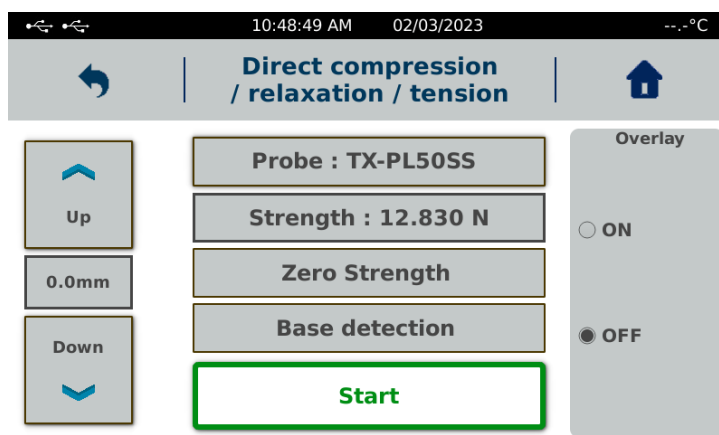 10:48:49 AM 02/03/2023 --.-°C
Direct compression
/ relaxation / tension
Up
0.0mm
Down
Probe : TX-PL50SS
Strength : 12.830 N
Zero Strength
Base detection
Start
Overlay
ON
OFF